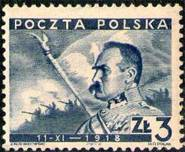 POCZTA POLSKA
11-XI-1918
ZŁ 3